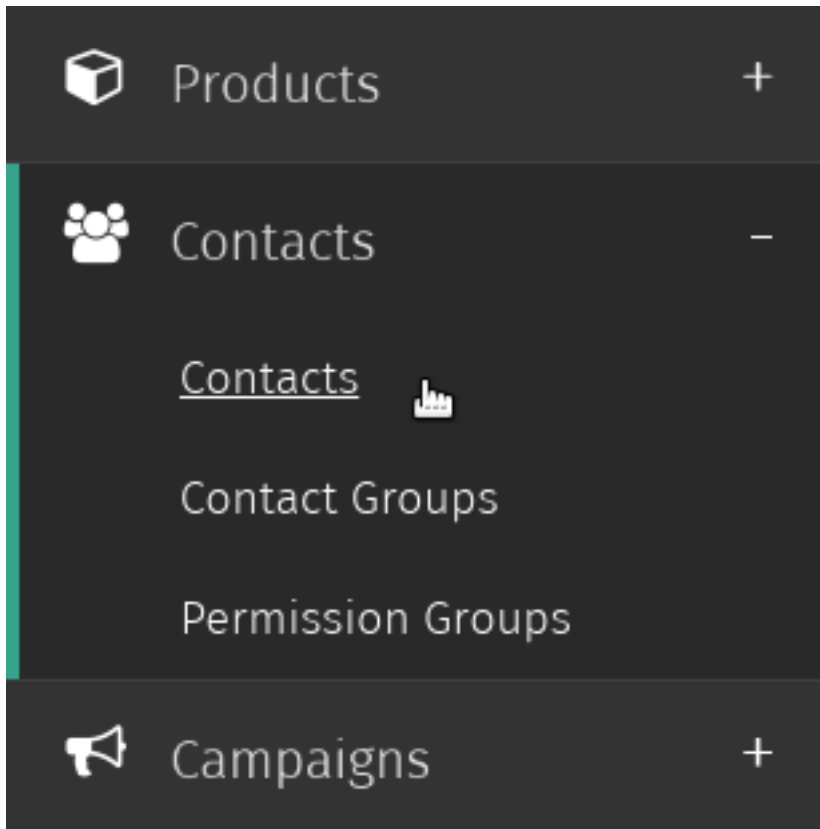 Products +
Contacts -
Contacts
Contact Groups
Permission Groups
Campaigns +